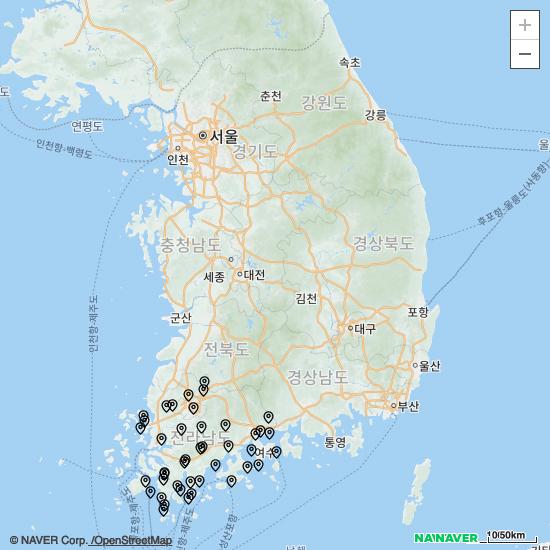 +
−
속초
춘천
강원도
강릉
도
연평도
서울
인천
경기도
인천항-백령도
울
후포항-울릉도(사동항)
충청남도
경상북도
세종
대전
김천
인천항-제주도
군산
포항
대구
전북도
울산
경상남도
부산
전라남도
통영
여수
목포항-제주도
성산포항
10/50km
NAVER
© NAVER Corp. /OpenStreetMap